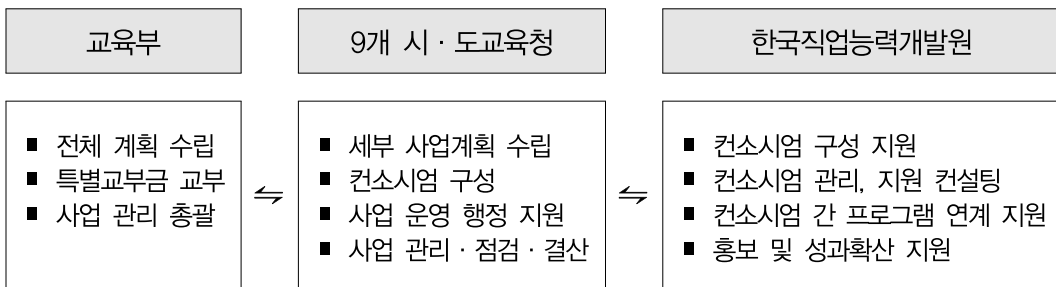 교육부
9개 시·도교육청
한국직업능력개발원
■ 전체 계획 수립
■ 특별교부금 교부
■ 사업 관리 총괄
⇋
■ 세부 사업계획 수립
■ 컨소시엄 구성
■ 사업 운영 행정 지원
■ 사업 관리·점검·결산
⇋
■ 컨소시엄 구성 지원
■ 컨소시엄 관리, 지원 컨설팅
■ 컨소시엄 간 프로그램 연계 지원
■ 홍보 및 성과확산 지원